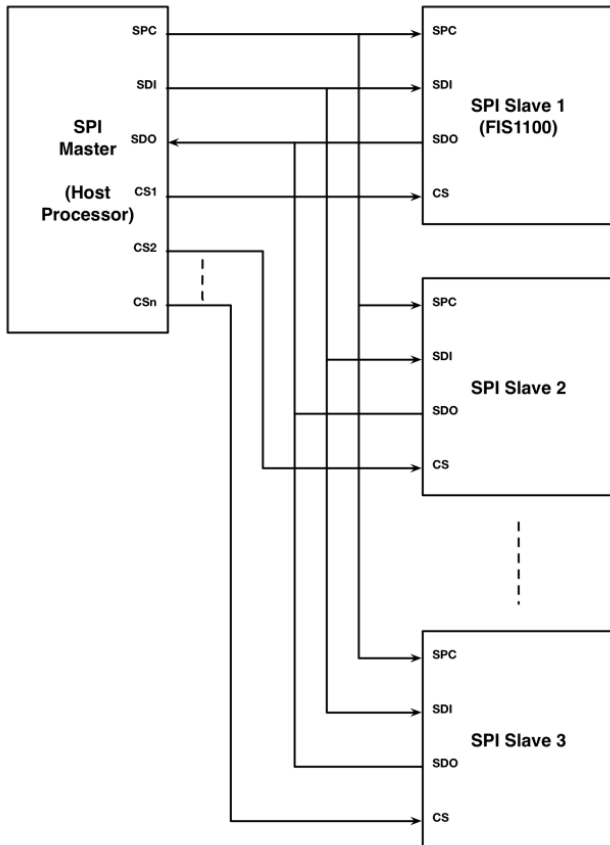 SPC
SDI
SPI
Master
SDO
(Host
Processor)
CS1
CS2
CSn
SPC
SDI
SPI Slave 1
(FIS1100)
SDO
CS
SPC
SDI
SPI Slave 2
SDO
CS
SPC
SDI
SPI Slave 3
SDO
CS